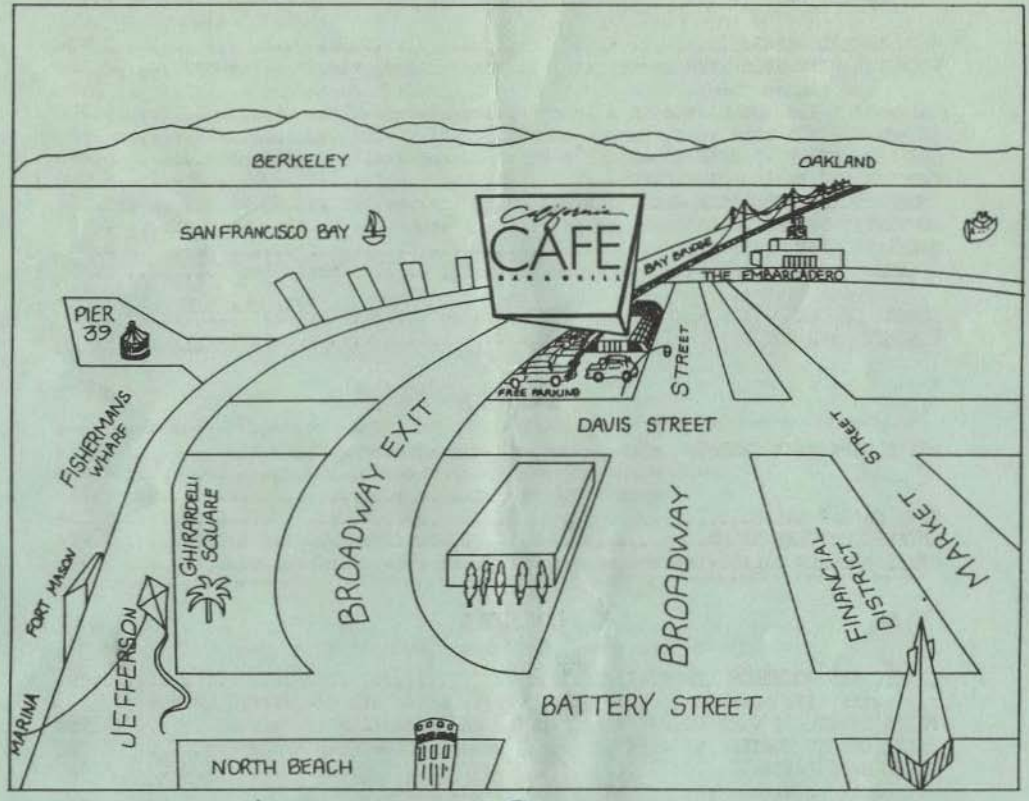 BERKELEY
OAKLAND
SAN FRANCISCO BAY
California
CAFE
BAR & GRILL
BAY BRIDGE
THE EMBARCADERO
PIER
39
FREE PARKING
STREET
DAVIS STREET
FISHERMANS
WHARF
BROADWAY EXIT
STREET
GHIRARDELLI
SQUARE
BROADWAY
MARKET
FINANCIAL
DISTRICT
FORT MASON
JEFFERSON
MARINA
BATTERY STREET
NORTH BEACH